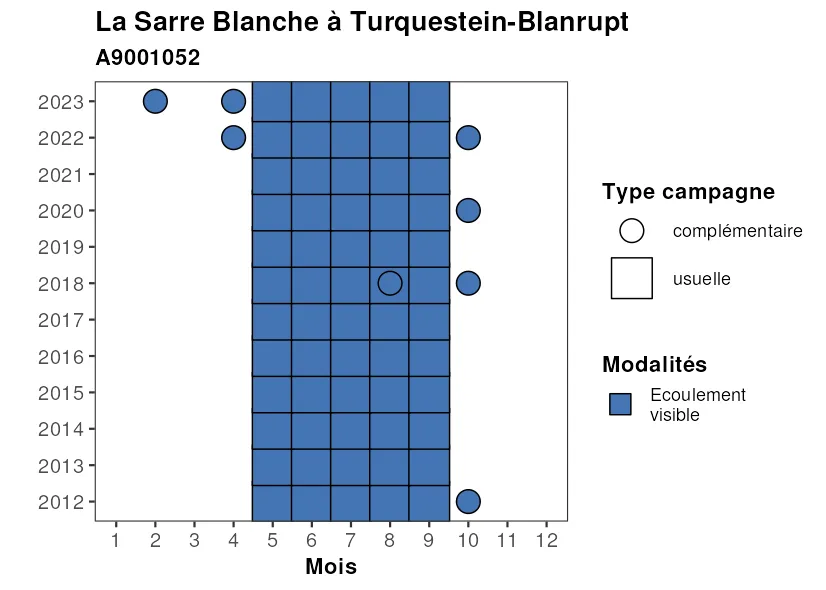 La Sarre Blanche à Turquestein-Blanrupt
A9001052
2023
2022
2021
2020
2019
2018
2017
2016
2015
2014
2013
2012
1 2 3 4 5 6 7 8 9 10 11 12
Mois
Type campagne
complémentaire
usuelle
Modalités
Ecoulement
visible